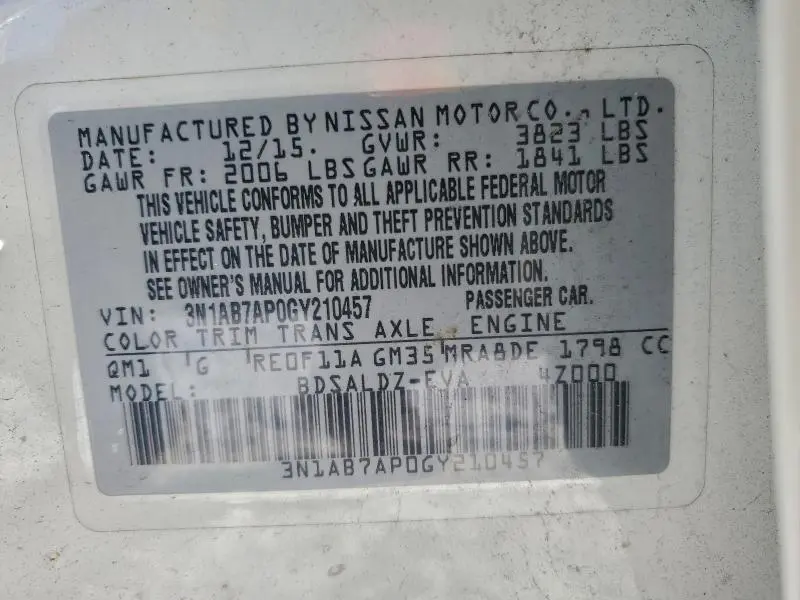 MANUFACTURED BY NISSAN MOTOR CO., LTD.
DATE: 12/15. GVWR: 3823 LBS
GAWR FR: 2006 LBS GAWR RR: 1841 LBS
THIS VEHICLE CONFORMS TO ALL APPLICABLE FEDERAL MOTOR
VEHICLE SAFETY, BUMPER AND THEFT PREVENTION STANDARDS
IN EFFECT ON THE DATE OF MANUFACTURE SHOWN ABOVE.
SEE OWNER'S MANUAL FOR ADDITIONAL INFORMATION.
VIN: 3N1AB7AP0GY210457 PASSENGER CAR.
COLOR TRIM TRANS AXLE ENGINE
QM1 G RE0F11A GM35 MRA8DE 1798 CC
MODEL: BDSALDZ-EVA 4Z000
3N1AB7AP0GY210457